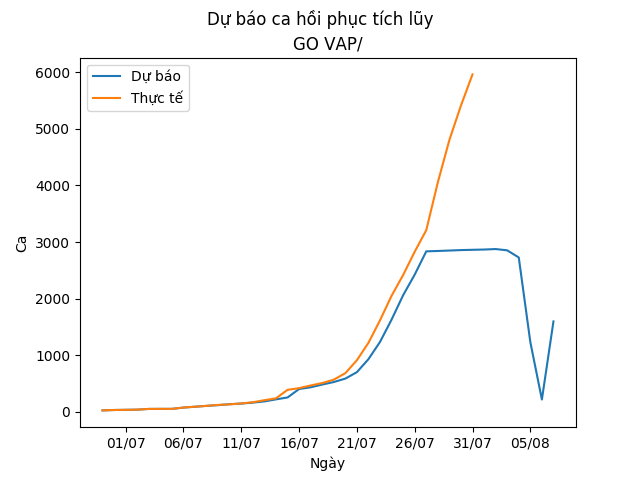 Dự báo ca hồi phục tích lũy
GO VAP/
Dự báo
Thực tế
6000
5000
4000
3000
2000
1000
0
Ca
01/07 06/07 11/07 16/07 21/07 26/07 31/07 05/08
Ngày